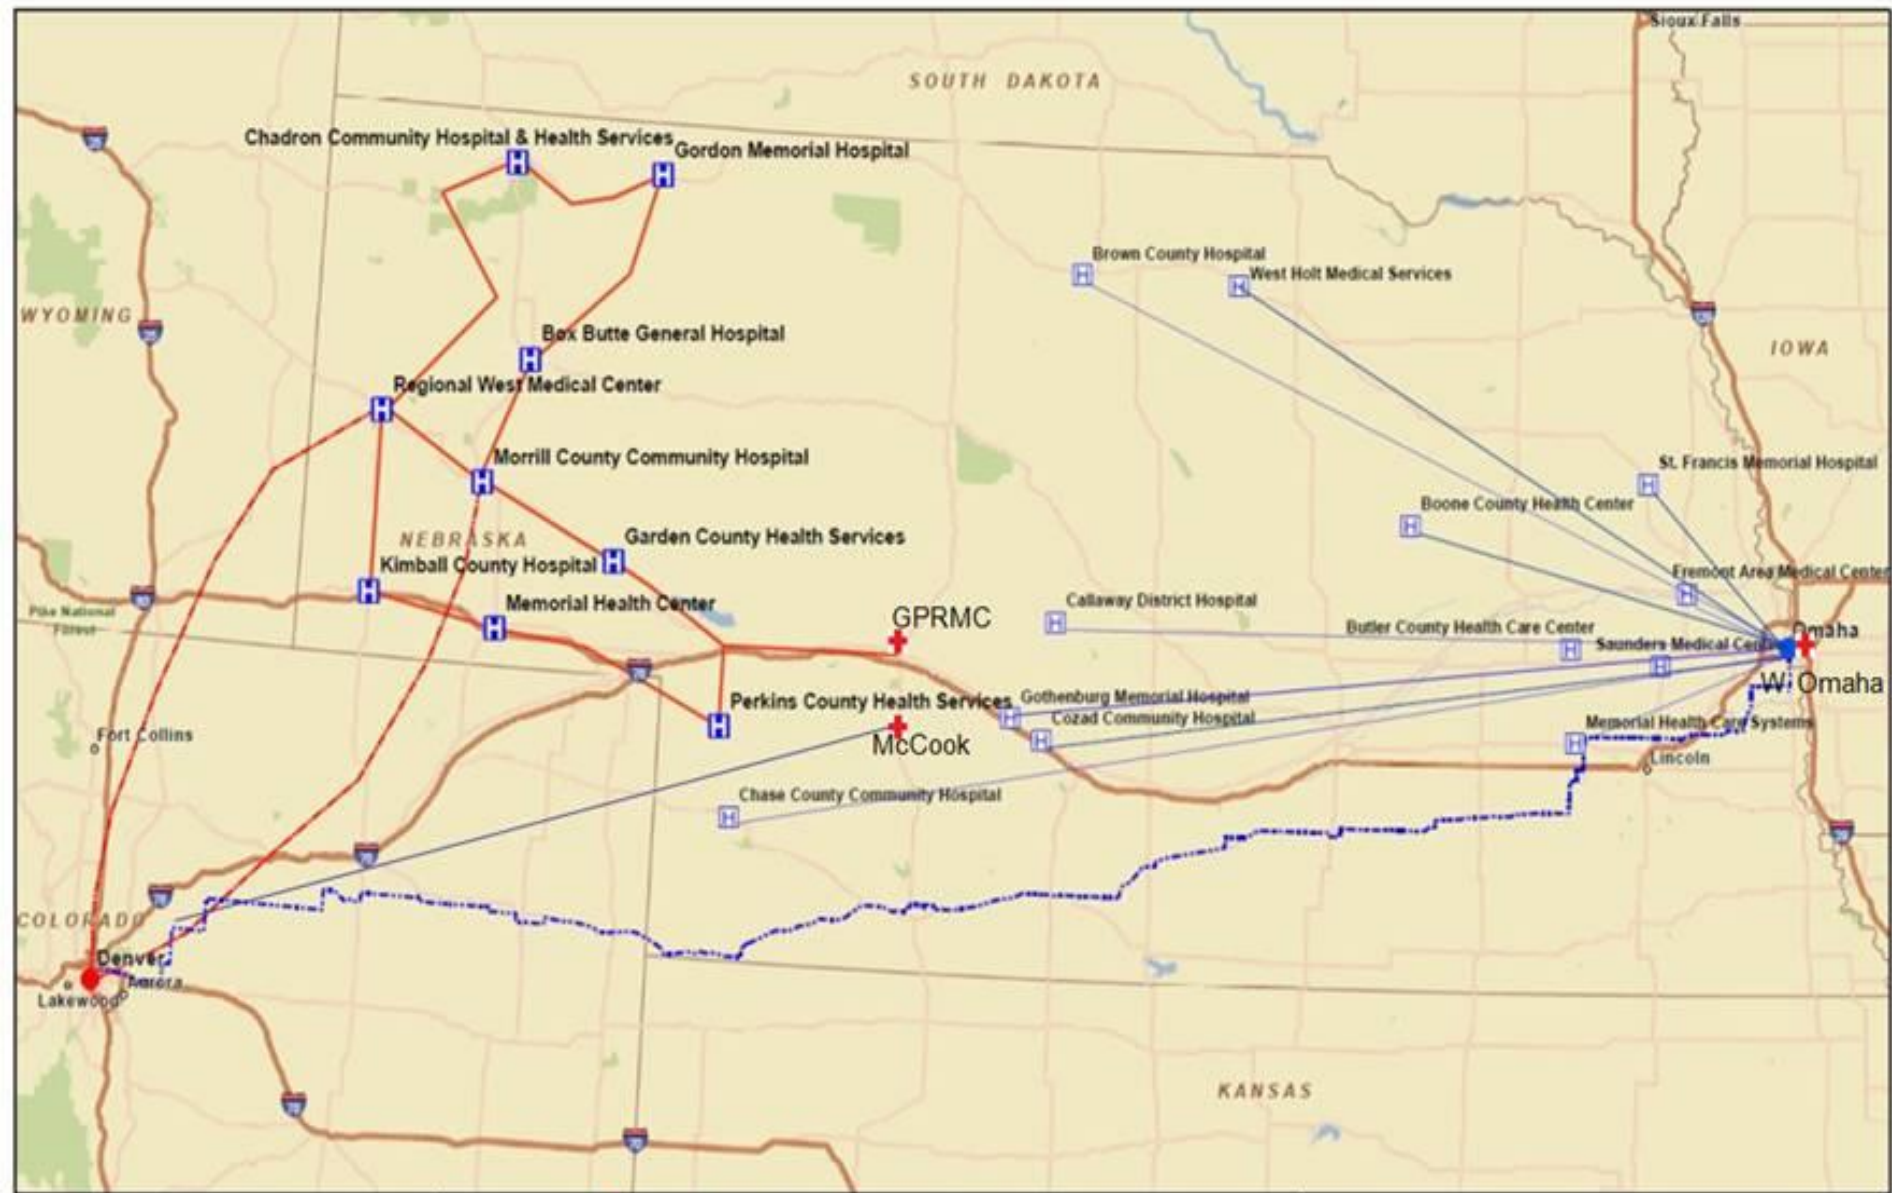 Sioux Falls
SOUTH DAKOTA
Chadron Community Hospital & Health Services
Gordon Memorial Hospital
Brown County Hospital
West Holt Medical Services
WYOMING
IOWA
Box Butte General Hospital
Regional West Medical Center
Morrill County Community Hospital
St. Francis Memorial Hospital
Boone County Health Center
NEBRASKA
Garden County Health Services
Kimball County Hospital
Fremont Area Medical Center
Memorial Health Center
Callaway District Hospital
Pike National
Forest
GPRMC
Butler County Health Care Center
Omaha
Saunders Medical Center
W. Omaha
Perkins County Health Services
Gothenburg Memorial Hospital
Cozad Community Hospital
Memorial Health Care Systems
Fort Collins
McCook
Lincoln
Chase County Community Hospital
COLORADO
Denver
Aurora
Lakewood
KANSAS